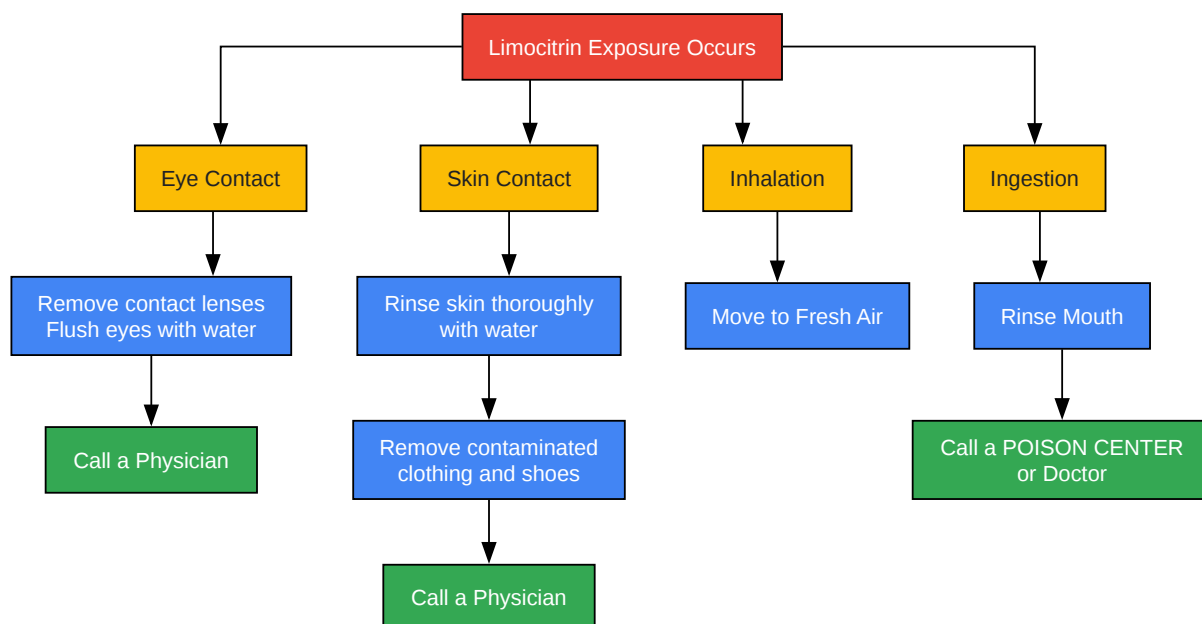 Limocitrin Exposure Occurs
Eye Contact
Skin Contact
Inhalation
Ingestion
Remove contact lenses
Flush eyes with water
Rinse skin thoroughly
with water
Move to Fresh Air
Rinse Mouth
Call a Physician
Remove contaminated
clothing and shoes
Call a POISON CENTER
or Doctor
Call a Physician